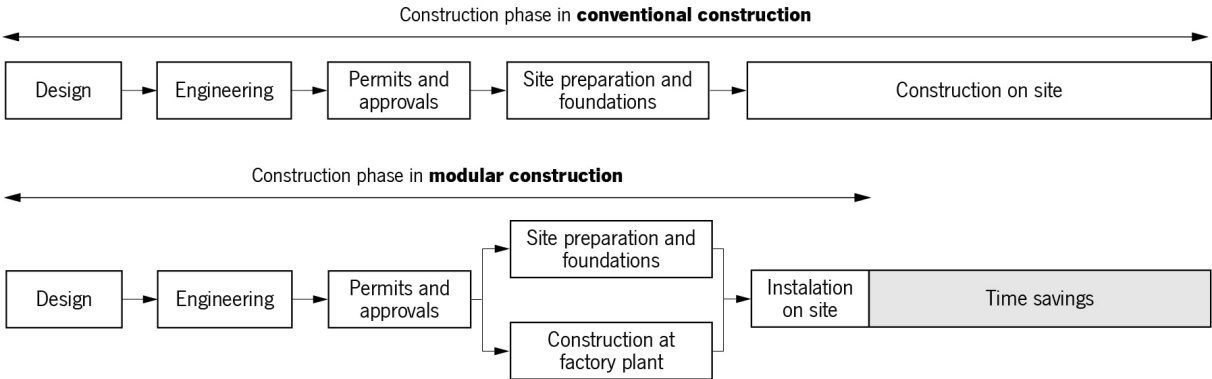 Construction phase in conventional construction
Design
Engineering
Permits and
approvals
Site preparation and
foundations
Construction on site
Construction phase in modular construction
Design
Engineering
Permits and
approvals
Site preparation and
foundations
Construction at
factory plant
Instalation
on site
Time savings